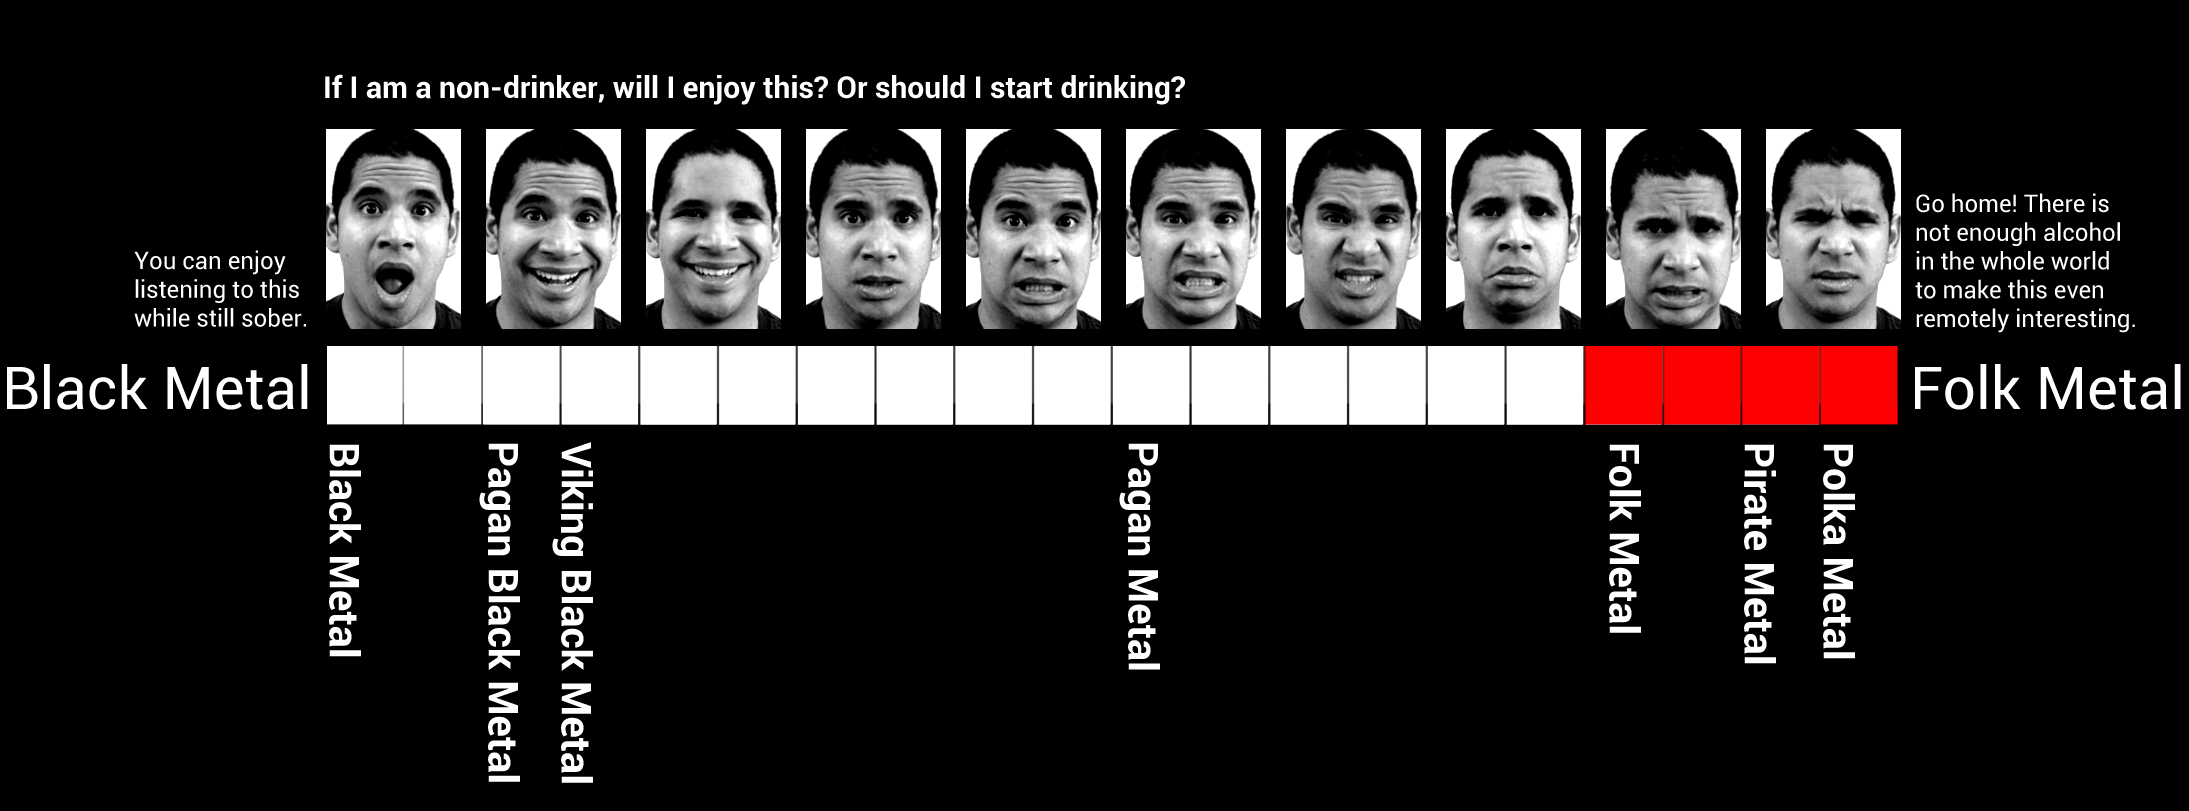 If I am a non-drinker, will I enjoy this? Or should I start drinking?
You can enjoy
listening to this
while still sober.
Go home! There is
not enough alcohol
in the whole world
to make this even
remotely interesting.
Black Metal
Folk Metal
Black Metal
Pagan Black Metal
Viking Black Metal
Pagan Metal
Folk Metal
Pirate Metal
Polka Metal